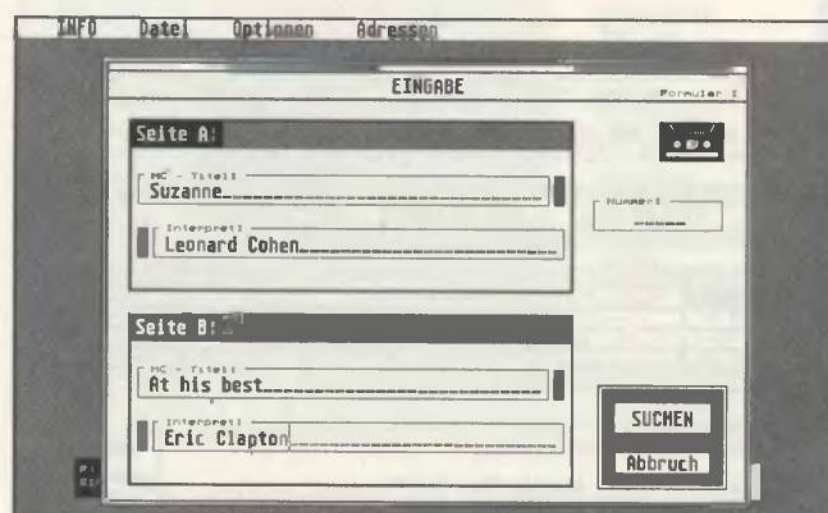 INFO Datei Optionen Adressen
EINGABE
Formular I
Seite A:
MC - Titel:
Suzanne
Nummer:
Interpret:
Leonard Cohen
Seite B:
MC - Titel:
At his best
Interpret:
Eric Clapton
SUCHEN
Abbruch